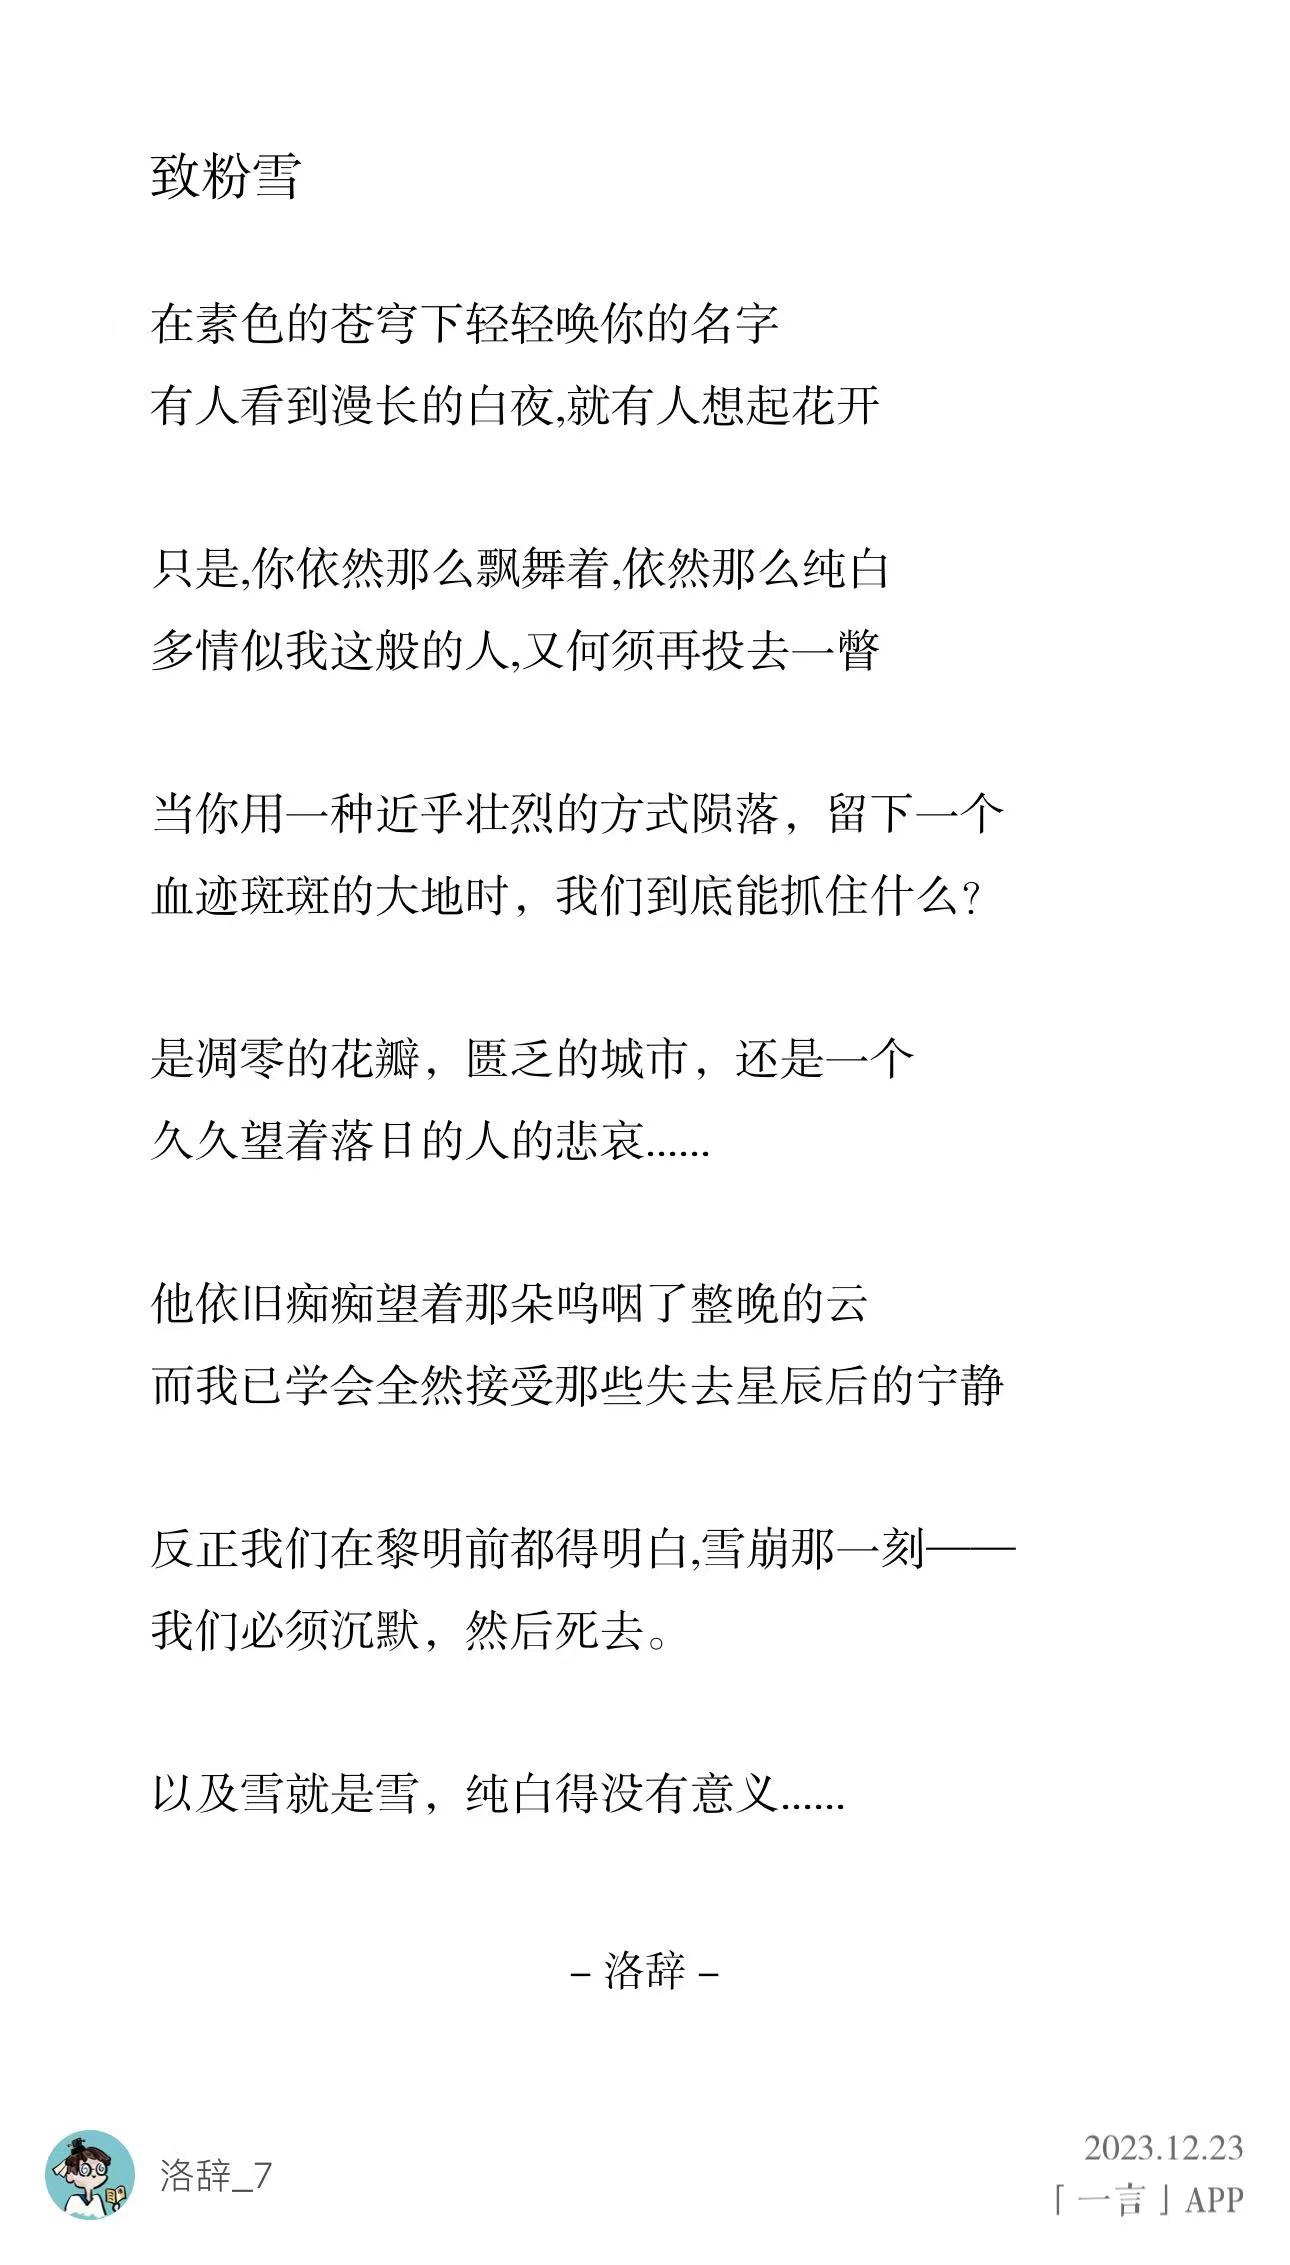 致粉雪
在素色的苍穹下轻轻唤你的名字
有人看到漫长的白夜,就有人想起花开
只是,你依然那么飘舞着,依然那么纯白
多情似我这般的人,又何须再投去一瞥
当你用一种近乎壮烈的方式陨落，留下一个
血迹斑斑的大地时，我们到底能抓住什么?
是凋零的花瓣，匮乏的城市，还是一个
久久望着落日的人的悲哀......
他依旧痴痴望着那朵呜咽了整晚的云
而我已学会全然接受那些失去星辰后的宁静
反正我们在黎明前都得明白,雪崩那一刻——
我们必须沉默，然后死去。
以及雪就是雪，纯白得没有意义......
– 洛辞 –
洛辞_7
2023.12.23
「一言」APP